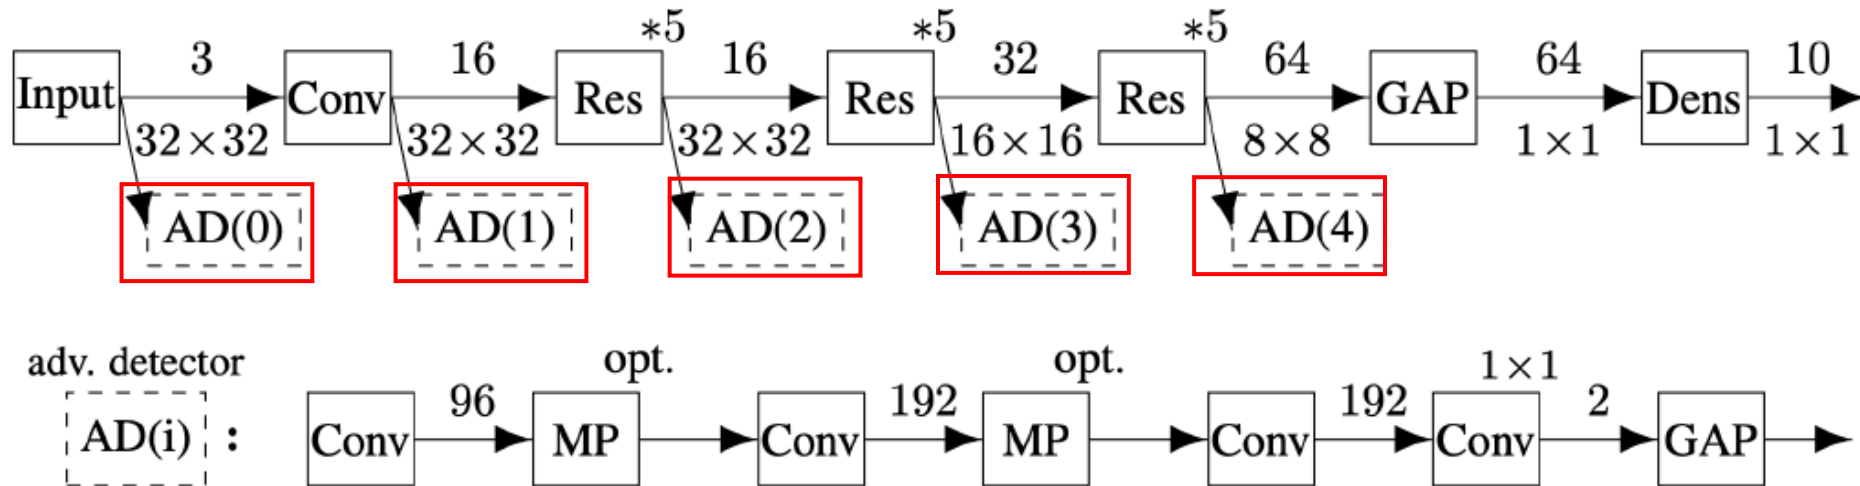 *5 *5 *5
3 16 16 32 64 64 10
Input Conv Res Res Res GAP Dens
32×32 32×32 32×32 16×16 8×8 1×1 1×1
AD(0) AD(1) AD(2) AD(3) AD(4)
adv. detector opt. opt. 1×1
96 192 192 2
AD(i) : Conv MP Conv MP Conv Conv GAP